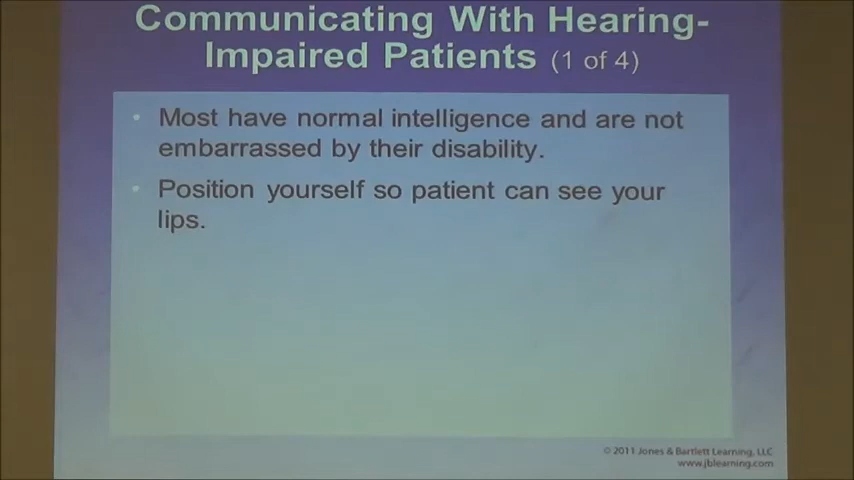 Communicating With Hearing-
Impaired Patients (1 of 4)
• Most have normal intelligence and are not
embarrassed by their disability.
• Position yourself so patient can see your
lips.
© 2011 Jones & Bartlett Learning, LLC
www.jblearning.com